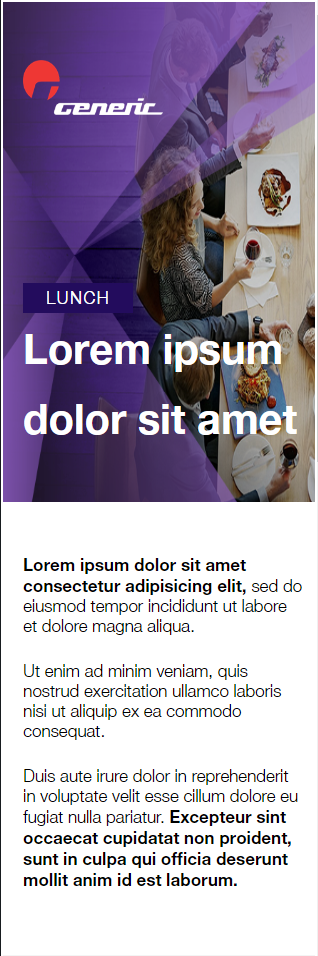 Generic
LUNCH
Lorem ipsum
dolor sit amet
Lorem ipsum dolor sit amet
consectetur adipisicing elit, sed do
eiusmod tempor incididunt ut labore
et dolore magna aliqua.
Ut enim ad minim veniam, quis
nostrud exercitation ullamco laboris
nisi ut aliquip ex ea commodo
consequat.
Duis aute irure dolor in reprehenderit
in voluptate velit esse cillum dolore eu
fugiat nulla pariatur. Excepteur sint
occaecat cupidatat non proident,
sunt in culpa qui officia deserunt
mollit anim id est laborum.